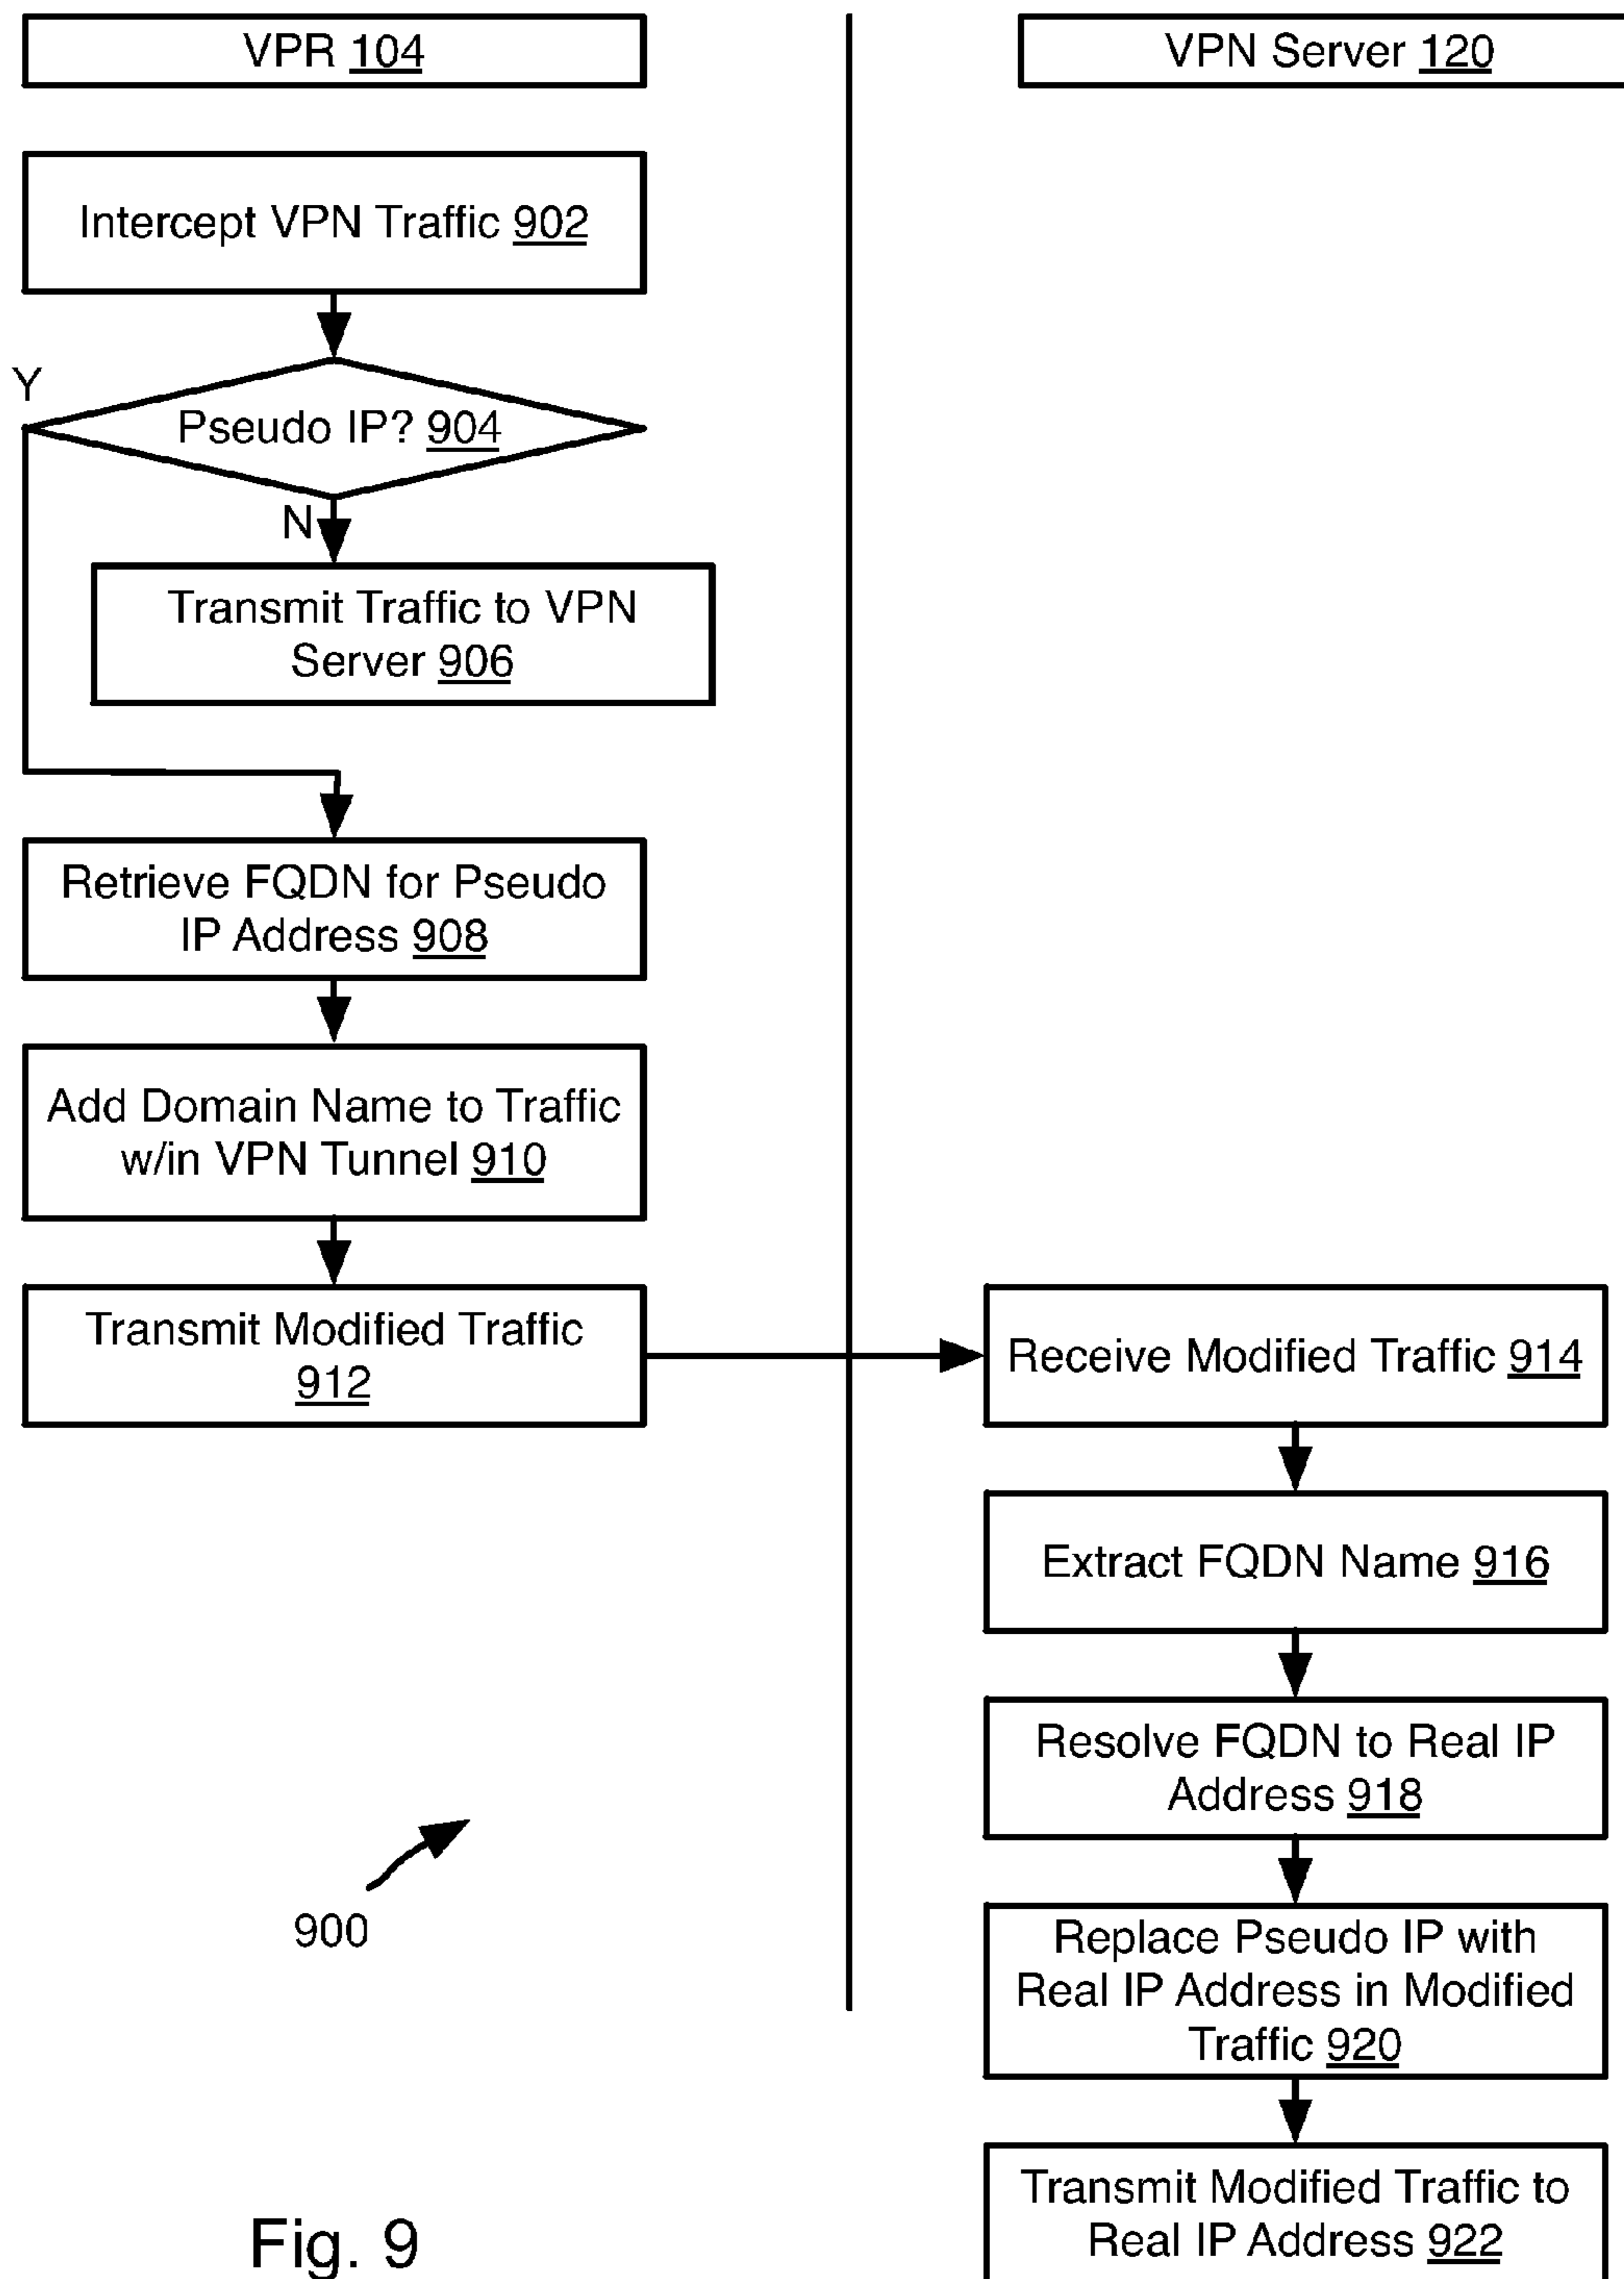 VPR 104
VPN Server 120
Intercept VPN Traffic 902
Y
Pseudo IP? 904
N
Transmit Traffic to VPN
Server 906
Retrieve FQDN for Pseudo
IP Address 908
Add Domain Name to Traffic
w/in VPN Tunnel 910
Transmit Modified Traffic
912
Receive Modified Traffic 914
Extract FQDN Name 916
Resolve FQDN to Real IP
Address 918
Replace Pseudo IP with
Real IP Address in Modified
Traffic 920
Transmit Modified Traffic to
Real IP Address 922
900
Fig. 9